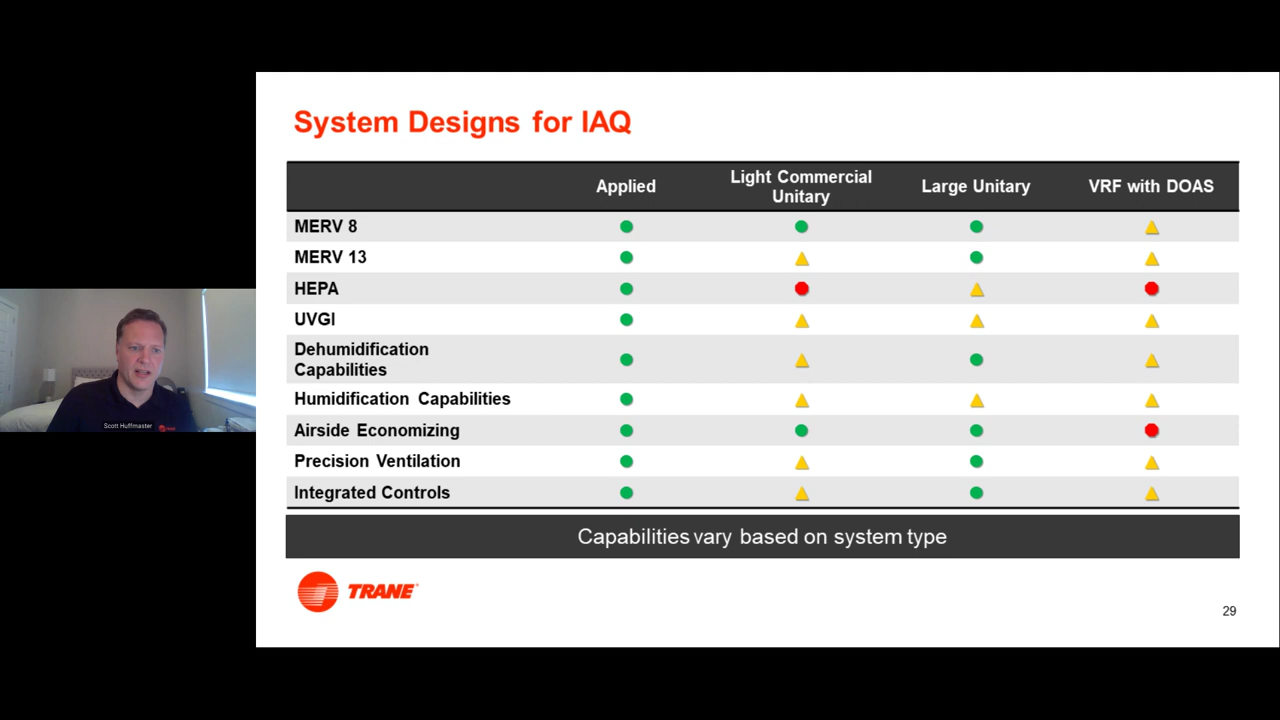 System Designs for IAQ
Applied
Light Commercial
Unitary
Large Unitary
VRF with DOAS
MERV 8
MERV 13
HEPA
UVGI
Dehumidification
Capabilities
Humidification Capabilities
Airside Economizing
Precision Ventilation
Integrated Controls
Capabilities vary based on system type
TRANE
29
Scott Huffmaster